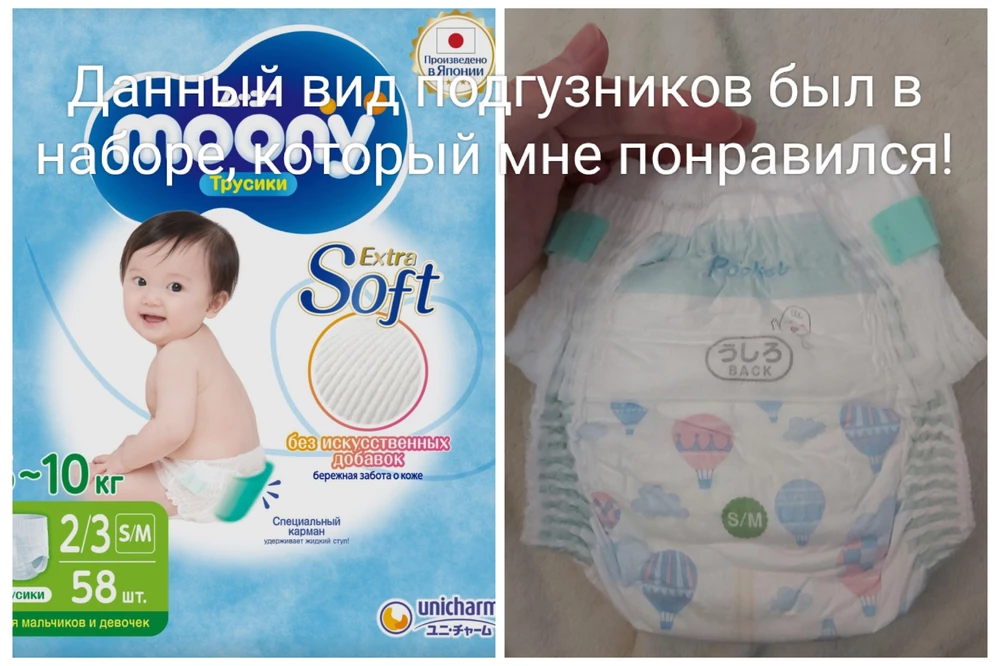 Данный вид подгузников был в
наборе, который мне понравился!
Произведено
в Японии
moony
Трусики
Extra
Soft
без искусственных
добавок
бережная забота о коже
~10 кг
Специальный
карман
удерживает жидкий стул!
2/3 S/M
58 шт.
мальчиков и девочек
unicharm
ユニ・チャーム
Pocket
うしろ
BACK
S/M